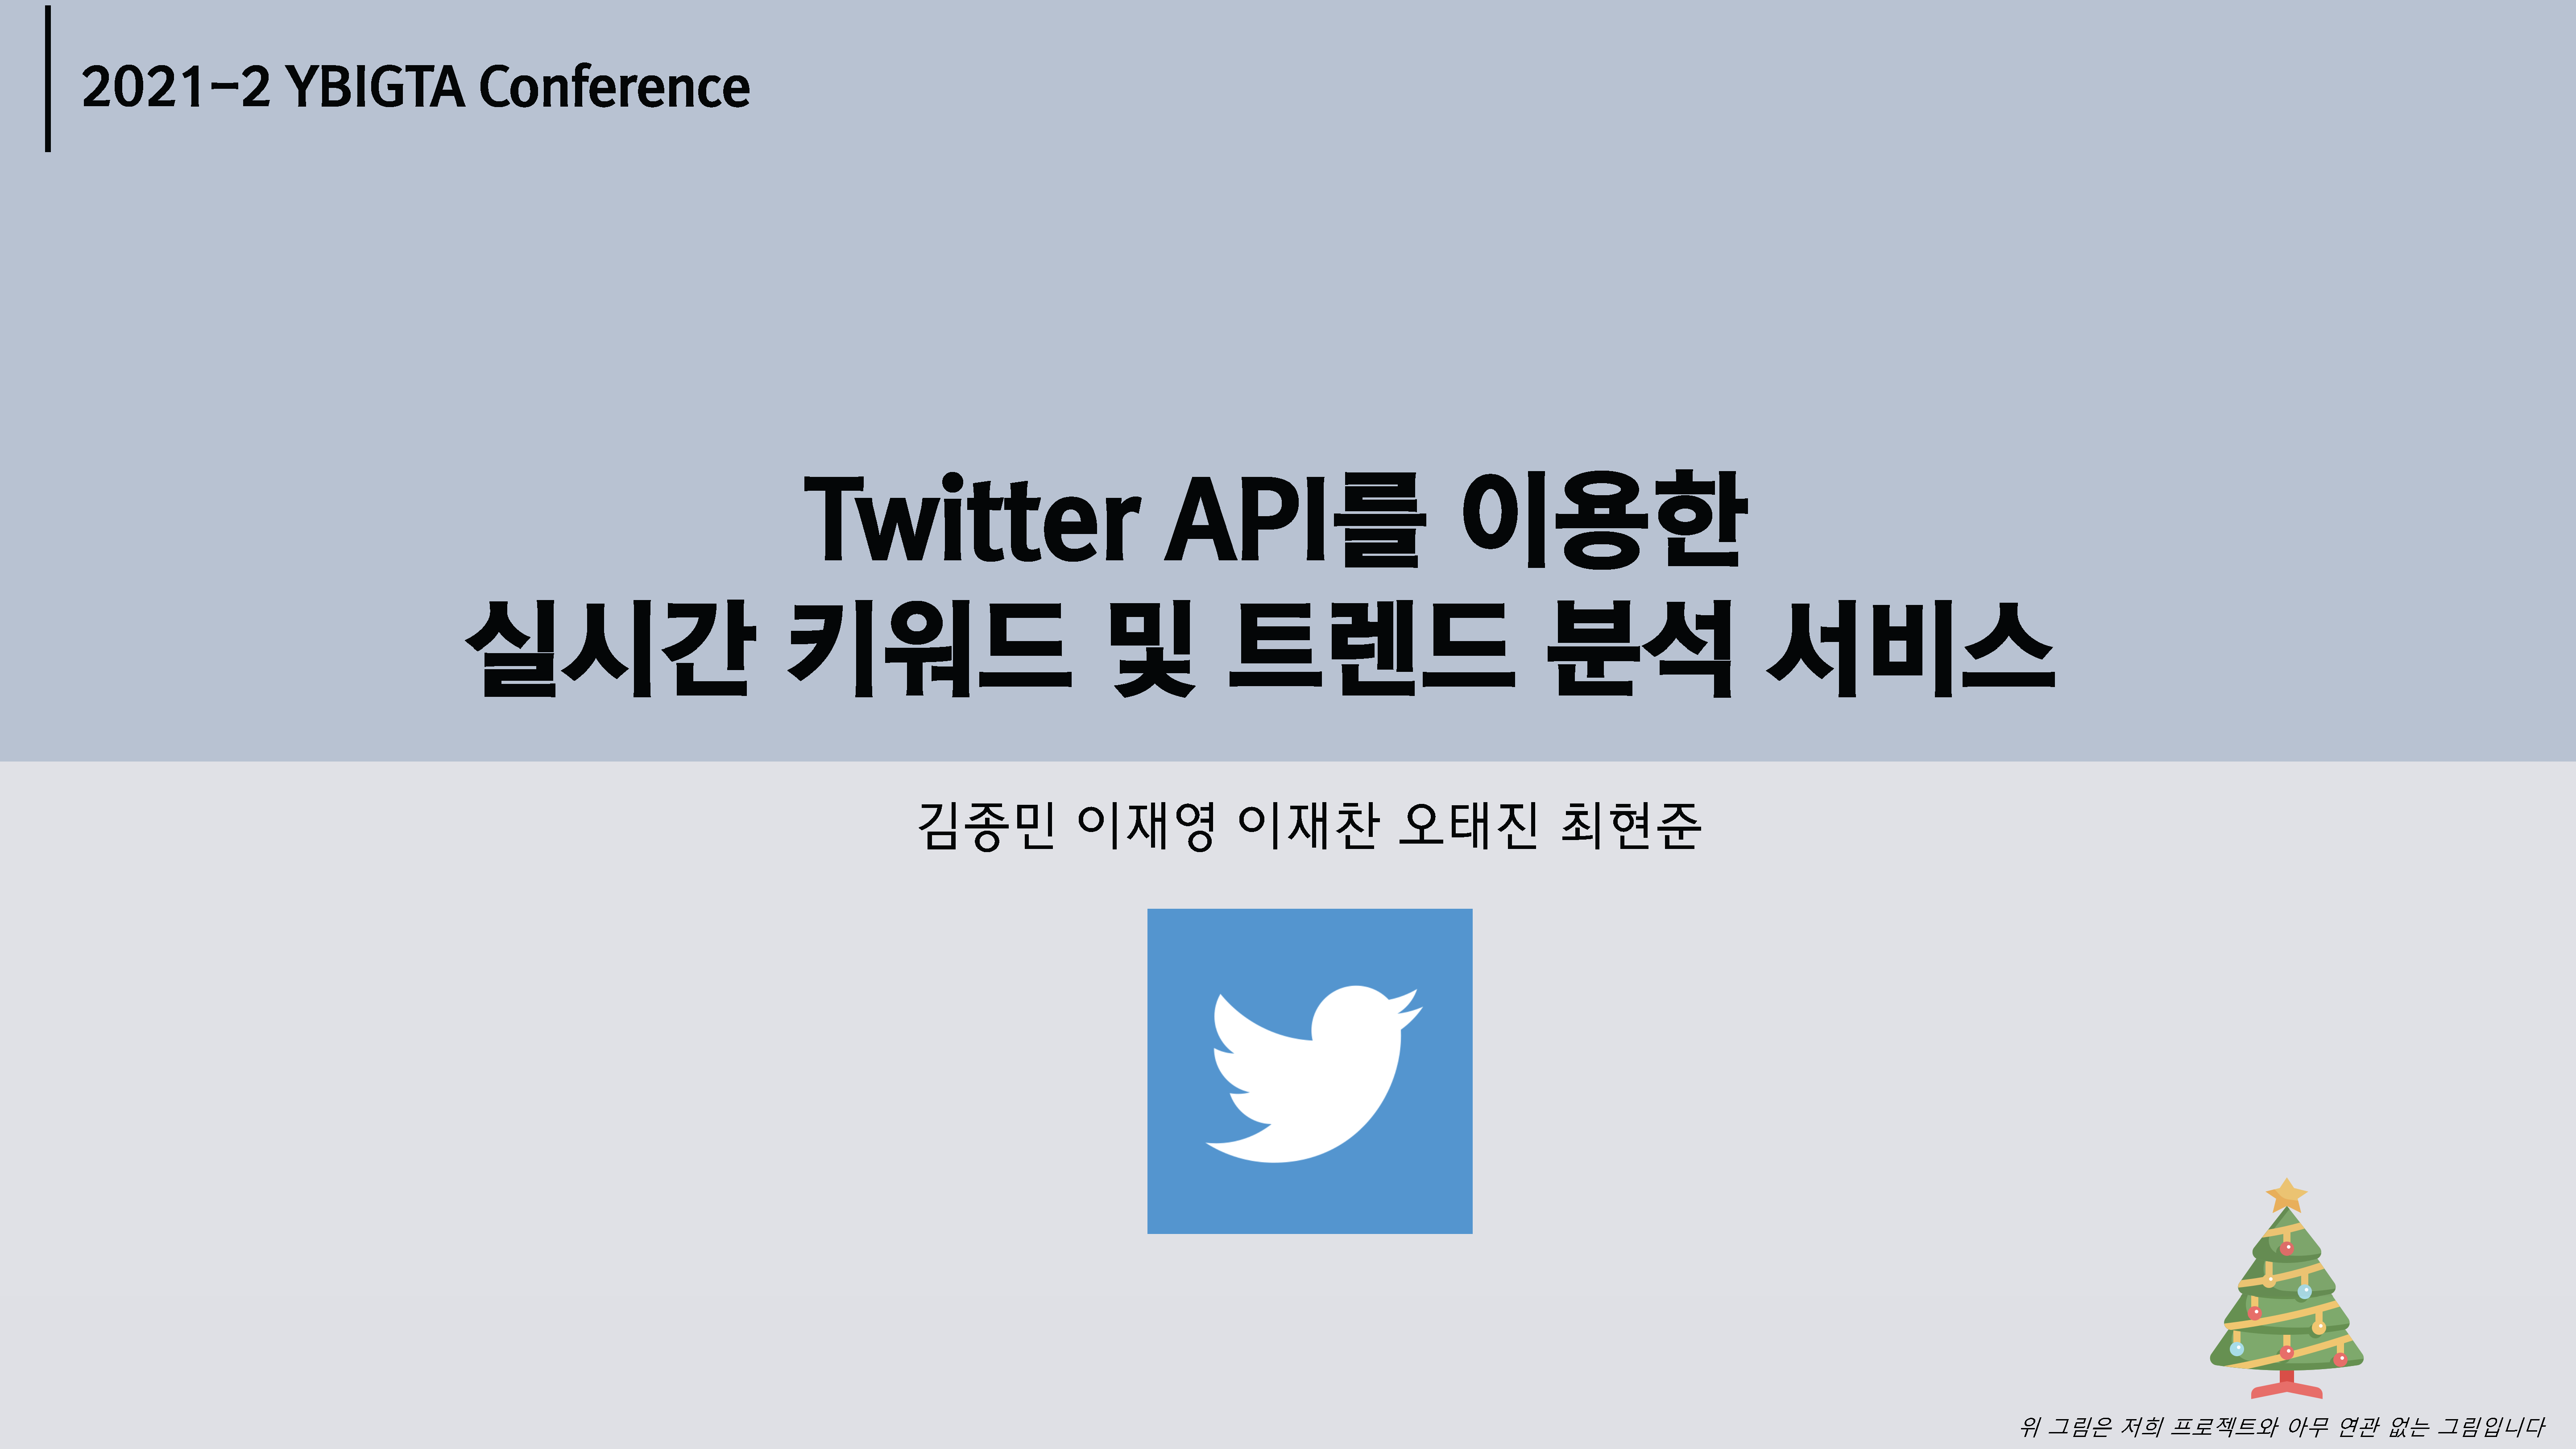 2021-2 YBIGTA Conference
Twitter API를 이용한
실시간 키워드 및 트렌드 분석 서비스
김종민 이재영 이재찬 오태진 최현준
위 그림은 저희 프로젝트와 아무 연관 없는 그림입니다